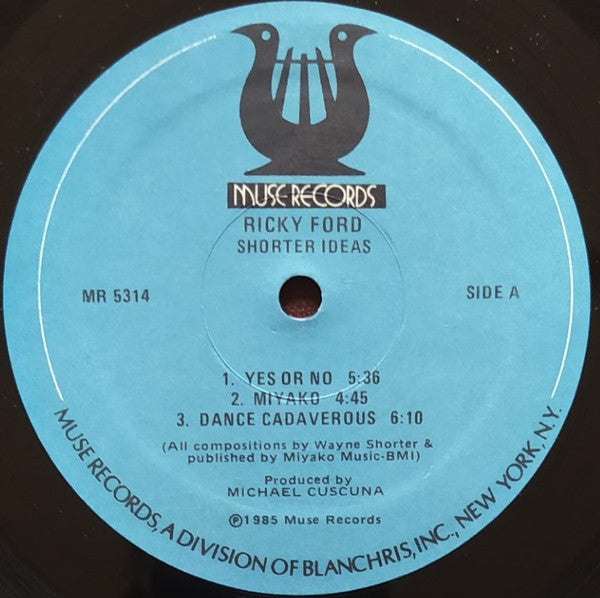 MUSE RECORDS
RICKY FORD
SHORTER IDEAS
MR 5314
SIDE A
1. YES OR NO 5:36
2. MIYAKO 4:45
3. DANCE CADAVEROUS 6:10
(All compositions by Wayne Shorter &
published by Miyako Music-BMI)
Produced by
MICHAEL CUSCUNA
℗1985 Muse Records
MUSE RECORDS, A DIVISION OF BLANCHRIS, INC., NEW YORK, N.Y.